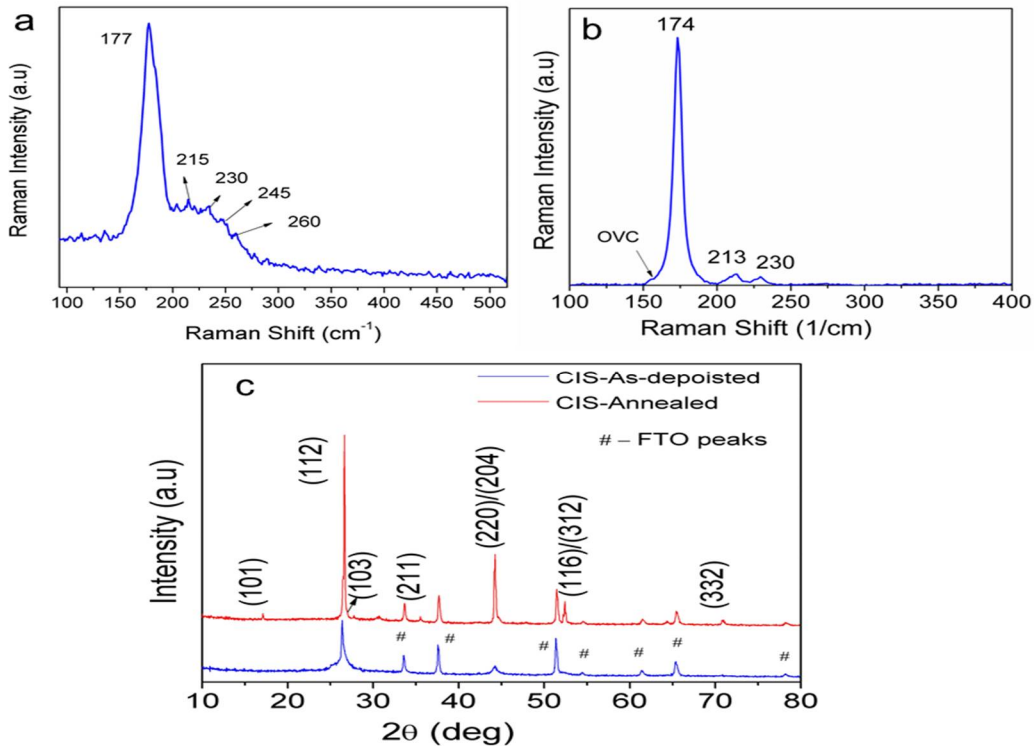 a
177
215
230
245
260
Raman Intensity (a.u)
100 150 200 250 300 350 400 450 500
Raman Shift (cm-1)
b
174
OVC
213
230
Raman Intensity (a.u)
100 150 200 250 300 350 400
Raman Shift (1/cm)
c
CIS-As-depoisted
CIS-Annealed
# – FTO peaks
(101)
(112)
(103)
(211)
(220)/(204)
(116)/(312)
(332)
# # # # # # #
Intensity (a.u)
10 20 30 40 50 60 70 80
2θ (deg)